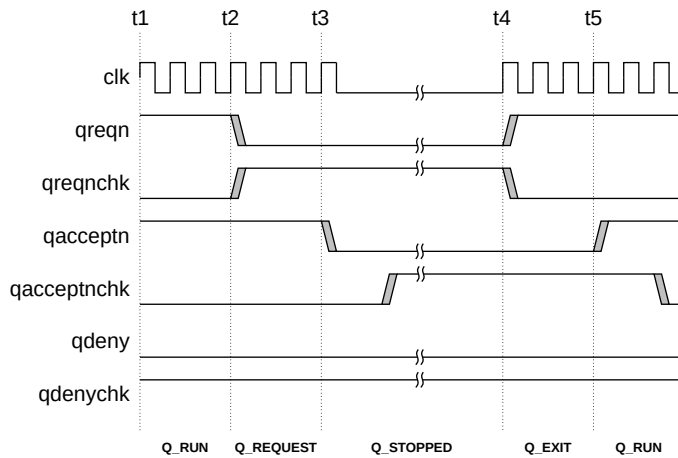 t1 t2 t3 t4 t5
clk
qreqn
qreqnchk
qacceptn
qacceptnchk
qdeny
qdenychk
Q_RUN Q_REQUEST Q_STOPPED Q_EXIT Q_RUN